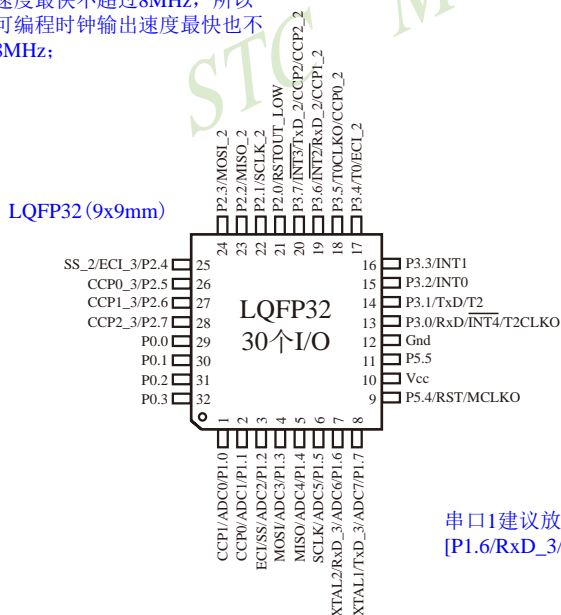 速度最快不超过8MHz，所以
可编程时钟输出速度最快也不
8MHz；
STC M
LQFP32(9x9mm)
P2.3/MOSI_2
P2.2/MISO_2
P2.1/SCLK_2
P2.0/RSTOUT_LOW
P3.7/INT3/TxD_2/CCP2/CCP2_2
P3.6/INT2/RxD_2/CCP1_2
P3.5/T0CLKO/CCP0_2
P3.4/T0/ECI_2
24
23
22
21
20
19
18
17
SS_2/ECI_3/P2.4 25
CCP0_3/P2.5 26
CCP1_3/P2.6 27
CCP2_3/P2.7 28
P0.0 29
P0.1 30
P0.2 31
P0.3 32
LQFP32
30个I/O
16 P3.3/INT1
15 P3.2/INT0
14 P3.1/TxD/T2
13 P3.0/RxD/INT4/T2CLKO
12 Gnd
11 P5.5
10 Vcc
9 P5.4/RST/MCLKO
1
2
3
4
5
6
7
8
CCP1/ADC0/P1.0
CCP0/ADC1/P1.1
ECI/SS/ADC2/P1.2
MOSI/ADC3/P1.3
MISO/ADC4/P1.4
SCLK/ADC5/P1.5
XTAL2/RxD_3/ADC6/P1.6
XTAL1/TxD_3/ADC7/P1.7
串口1建议放
[P1.6/RxD_3/